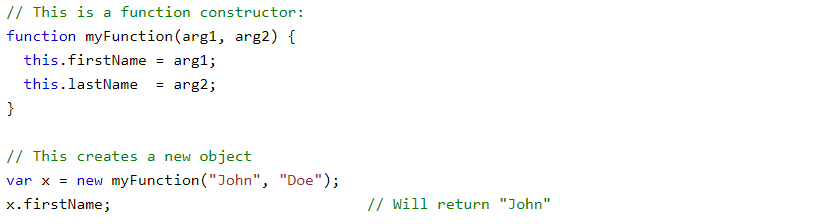 // This is a function constructor:
function myFunction(arg1, arg2) {
  this.firstName = arg1;
  this.lastName  = arg2;
}

// This creates a new object
var x = new myFunction("John", "Doe");
x.firstName;                             // Will return "John"